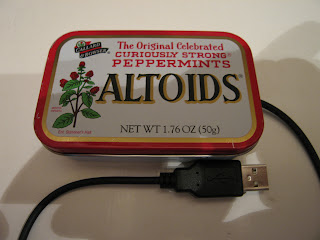 The Original Celebrated
CURIOUSLY STRONG
PEPPERMINTS
ALTOIDS®
NET WT 1.76 OZ (50g)